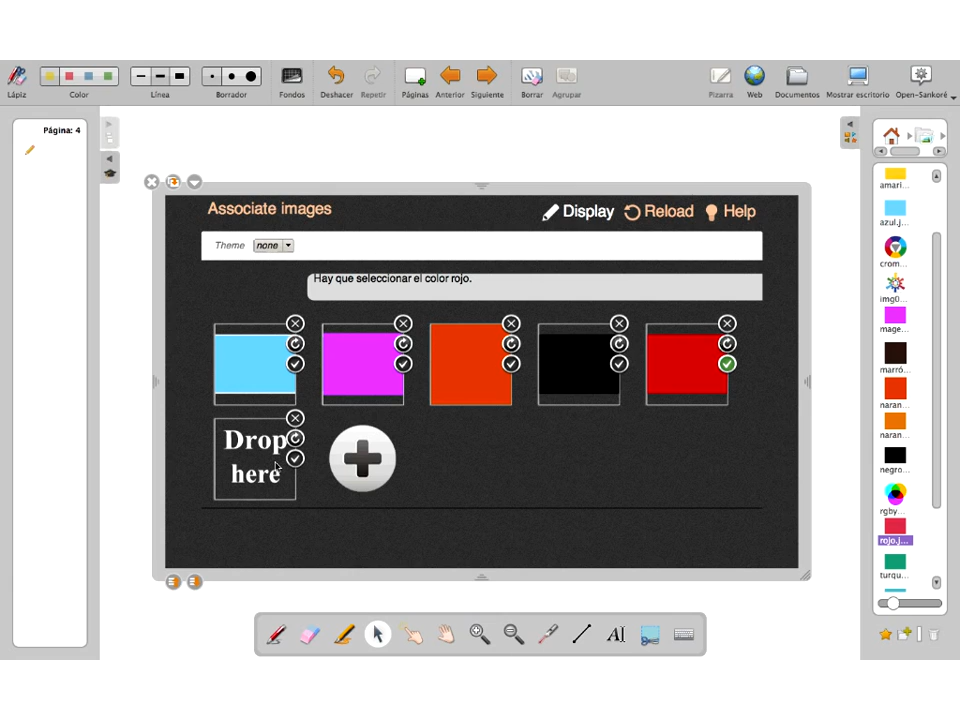 Lápiz
Color
Línea
Borrador
Fondos
Deshacer
Repetir
Páginas
Anterior
Siguiente
Borrar
Agrupar
Pizarra
Web
Documentos
Mostrar escritorio
Open-Sankoré
Página: 4
Associate images
Display
Reload
Help
Theme
none
Hay que seleccionar el color rojo.
Drop
here
AI
amari...
azul.j...
crom...
img0...
mage...
marró...
naran...
naran...
negro...
rgby...
rojo.j...
turqu...